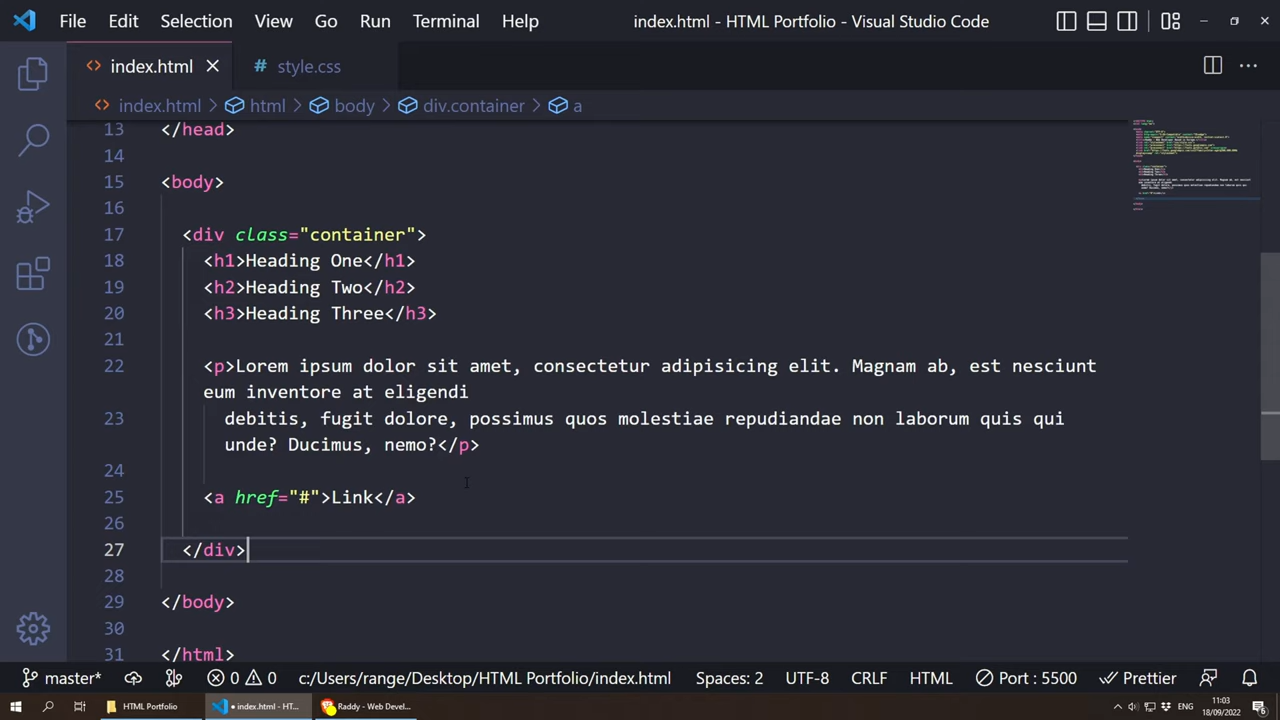 File Edit Selection View Go Run Terminal Help index.html - HTML Portfolio - Visual Studio Code
index.html # style.css
index.html > html > body > div.container > a
13 </head>
14
15 <body>
16
17 <div class="container">
18 <h1>Heading One</h1>
19 <h2>Heading Two</h2>
20 <h3>Heading Three</h3>
21
22 <p>Lorem ipsum dolor sit amet, consectetur adipisicing elit. Magnam ab, est nesciunt
eum inventore at eligendi
23 debitis, fugit dolore, possimus quos molestiae repudiandae non laborum quis qui
unde? Ducimus, nemo?</p>
24
25 <a href="#">Link</a>
26
27 </div>
28
29 </body>
30
31 </html>
master* 0 0 c:/Users/range/Desktop/HTML Portfolio/index.html Spaces: 2 UTF-8 CRLF HTML Port : 5500 Prettier
HTML Portfolio • index.html - HT... Raddy - Web Devel... ENG 11:03
18/09/2022